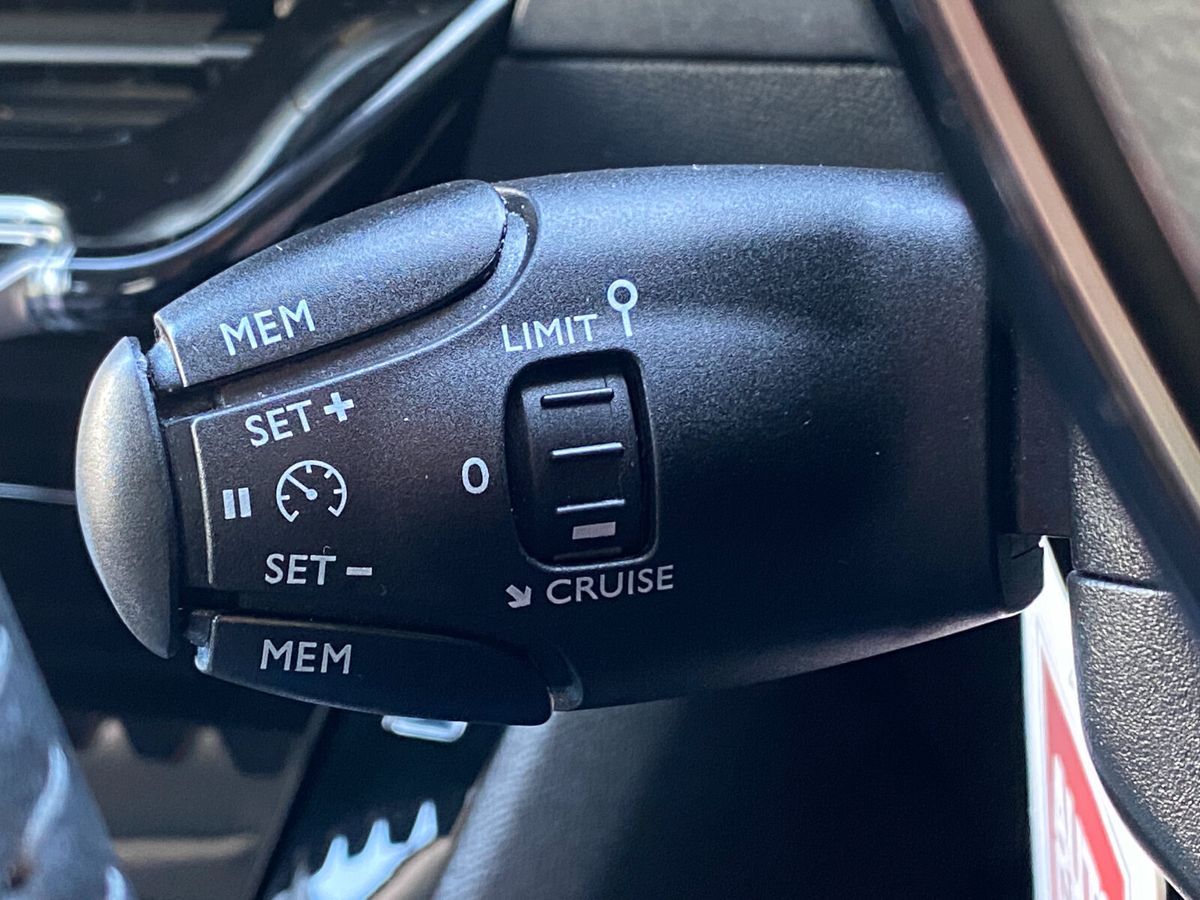 MEM
LIMIT
SET +
0
SET -
CRUISE
MEM